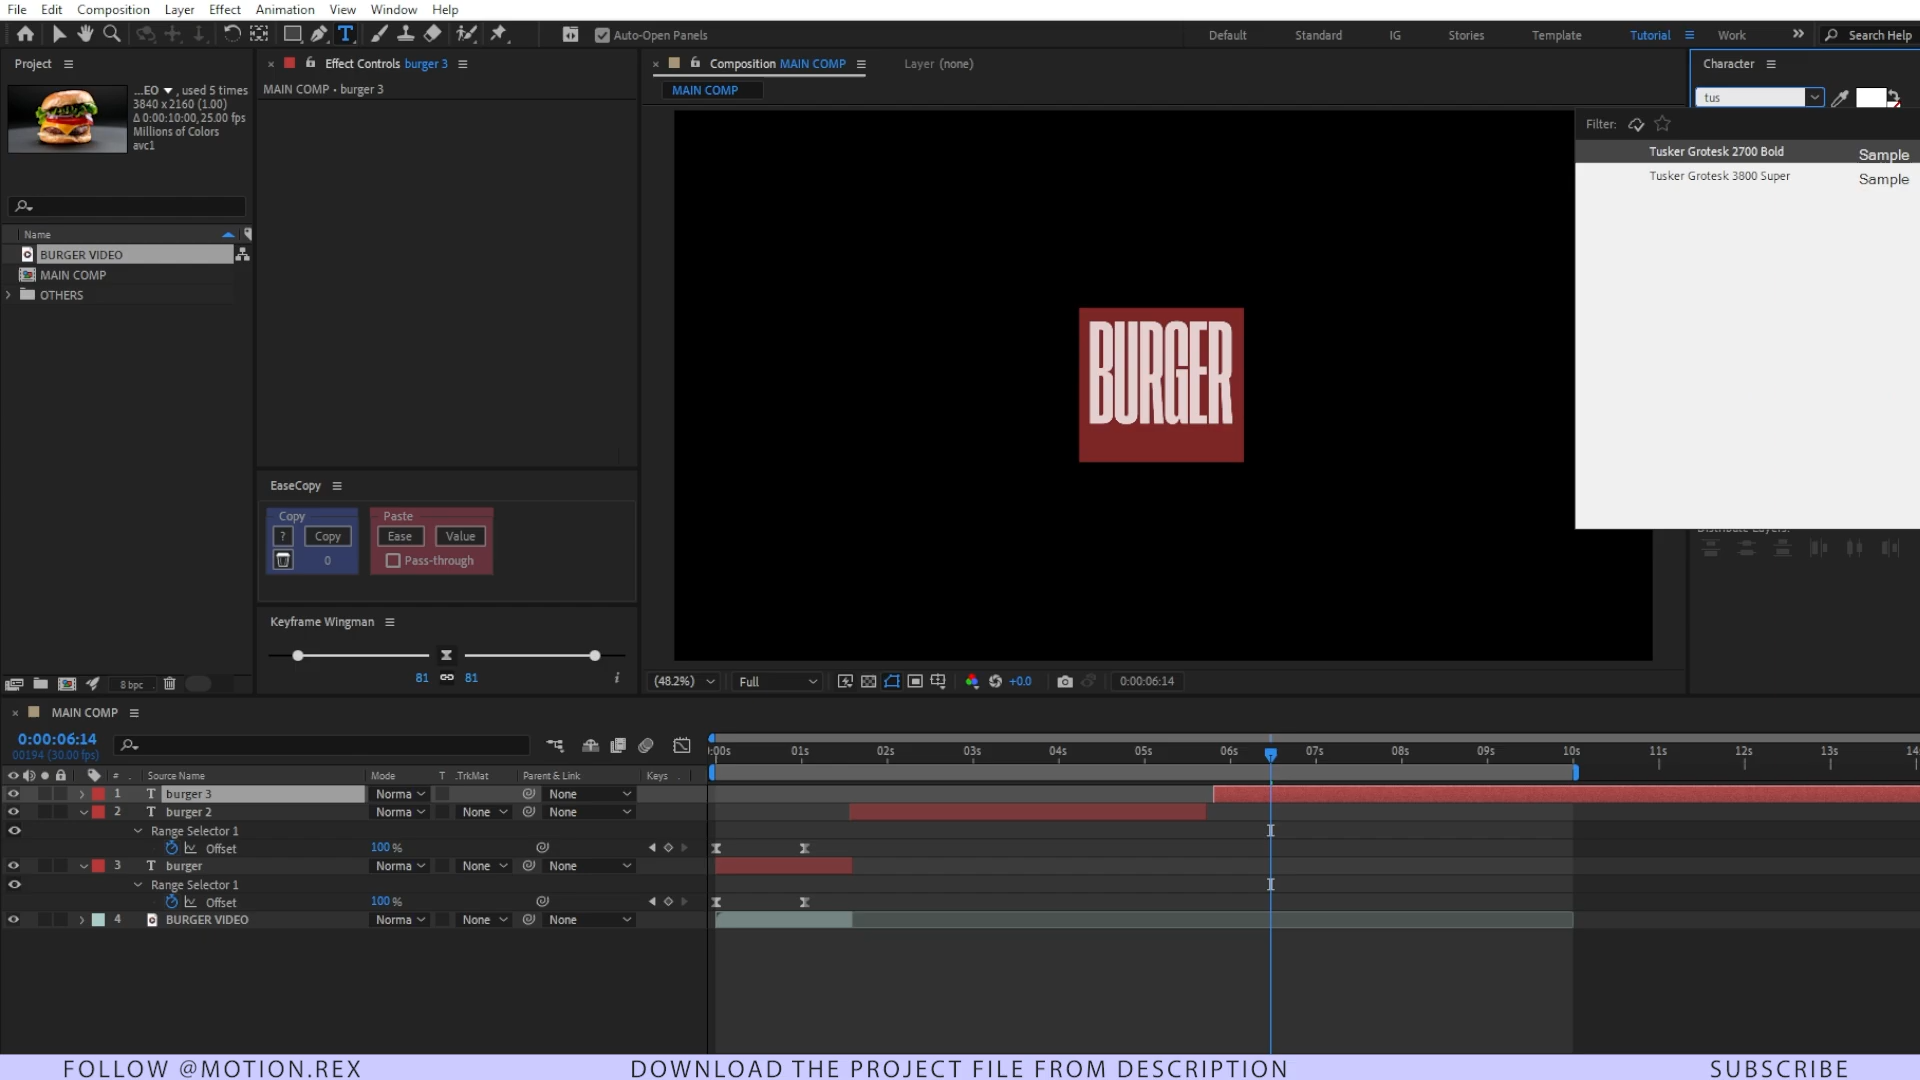 File Edit Composition Layer Effect Animation View Window Help
Auto-Open Panels
Default Standard IG Stories Template Tutorial Work Search Help
Project
...EO , used 5 times
3840 x 2160 (1.00)
Δ 0:00:10:00, 25.00 fps
Millions of Colors
avc1
Name
BURGER VIDEO
MAIN COMP
OTHERS
8 bpc
Effect Controls burger 3
MAIN COMP • burger 3
EaseCopy
Copy Paste
? Copy Ease Value
0 Pass-through
Keyframe Wingman
81 81 i
Composition MAIN COMP Layer (none)
MAIN COMP
BURGER
(48.2%) Full +0.0 0:00:06:14
Character
tus
Filter:
Tusker Grotesk 2700 Bold Sample
Tusker Grotesk 3800 Super Sample
MAIN COMP
0:00:06:14
00194 (30.00 fps)
:00s 01s 02s 03s 04s 05s 06s 07s 08s 09s 10s 11s 12s 13s 14
# Source Name Mode T .TrkMat Parent & Link Keys
1 T burger 3 Norma None
2 T burger 2 Norma None None
Range Selector 1
Offset 100 %
3 T burger Norma None None
Range Selector 1
Offset 100 %
4 BURGER VIDEO Norma None None
FOLLOW @MOTION.REX DOWNLOAD THE PROJECT FILE FROM DESCRIPTION SUBSCRIBE